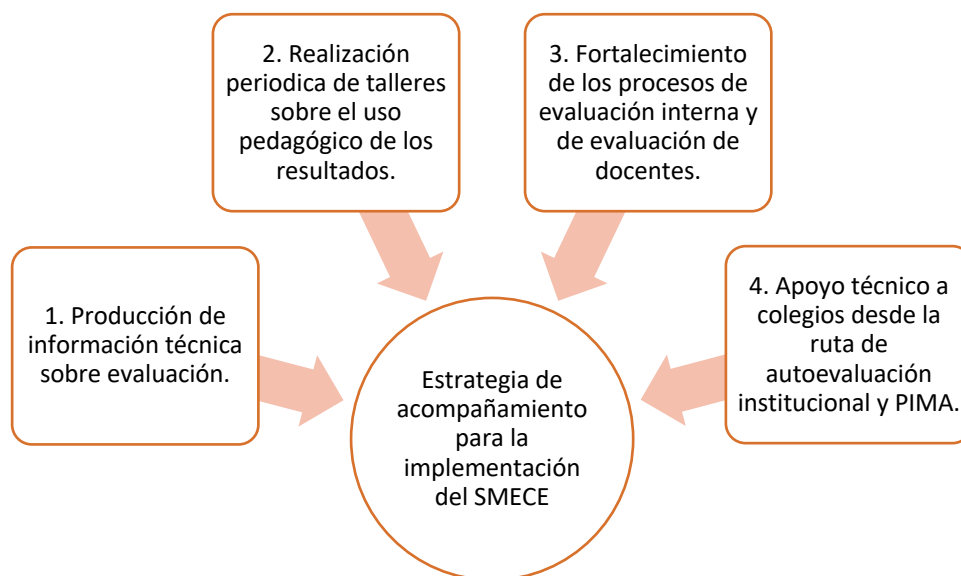 2. Realización
periodica de talleres
sobre el uso
pedagógico de los
resultados.
3. Fortalecimiento
de los procesos de
evaluación interna y
de evaluación de
docentes.
1. Producción de
información técnica
sobre evaluación.
4. Apoyo técnico a
colegios desde la
ruta de
autoevaluación
institucional y PIMA.
Estrategia de
acompañamiento
para la
implementación
del SMECE